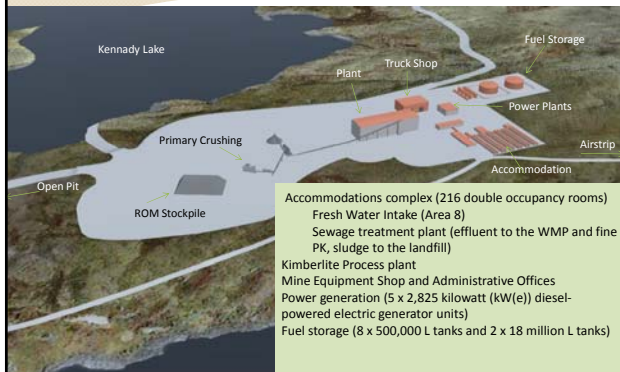 Kennady Lake
Fuel Storage
Truck Shop
Plant
Power Plants
Primary Crushing
Airstrip
Accommodation
Open Pit
ROM Stockpile
Accommodations complex (216 double occupancy rooms)
Fresh Water Intake (Area 8)
Sewage treatment plant (effluent to the WMP and fine
PK, sludge to the landfill)
Kimberlite Process plant
Mine Equipment Shop and Administrative Offices
Power generation (5 x 2,825 kilowatt (kW(e)) diesel-
powered electric generator units)
Fuel storage (8 x 500,000 L tanks and 2 x 18 million L tanks)